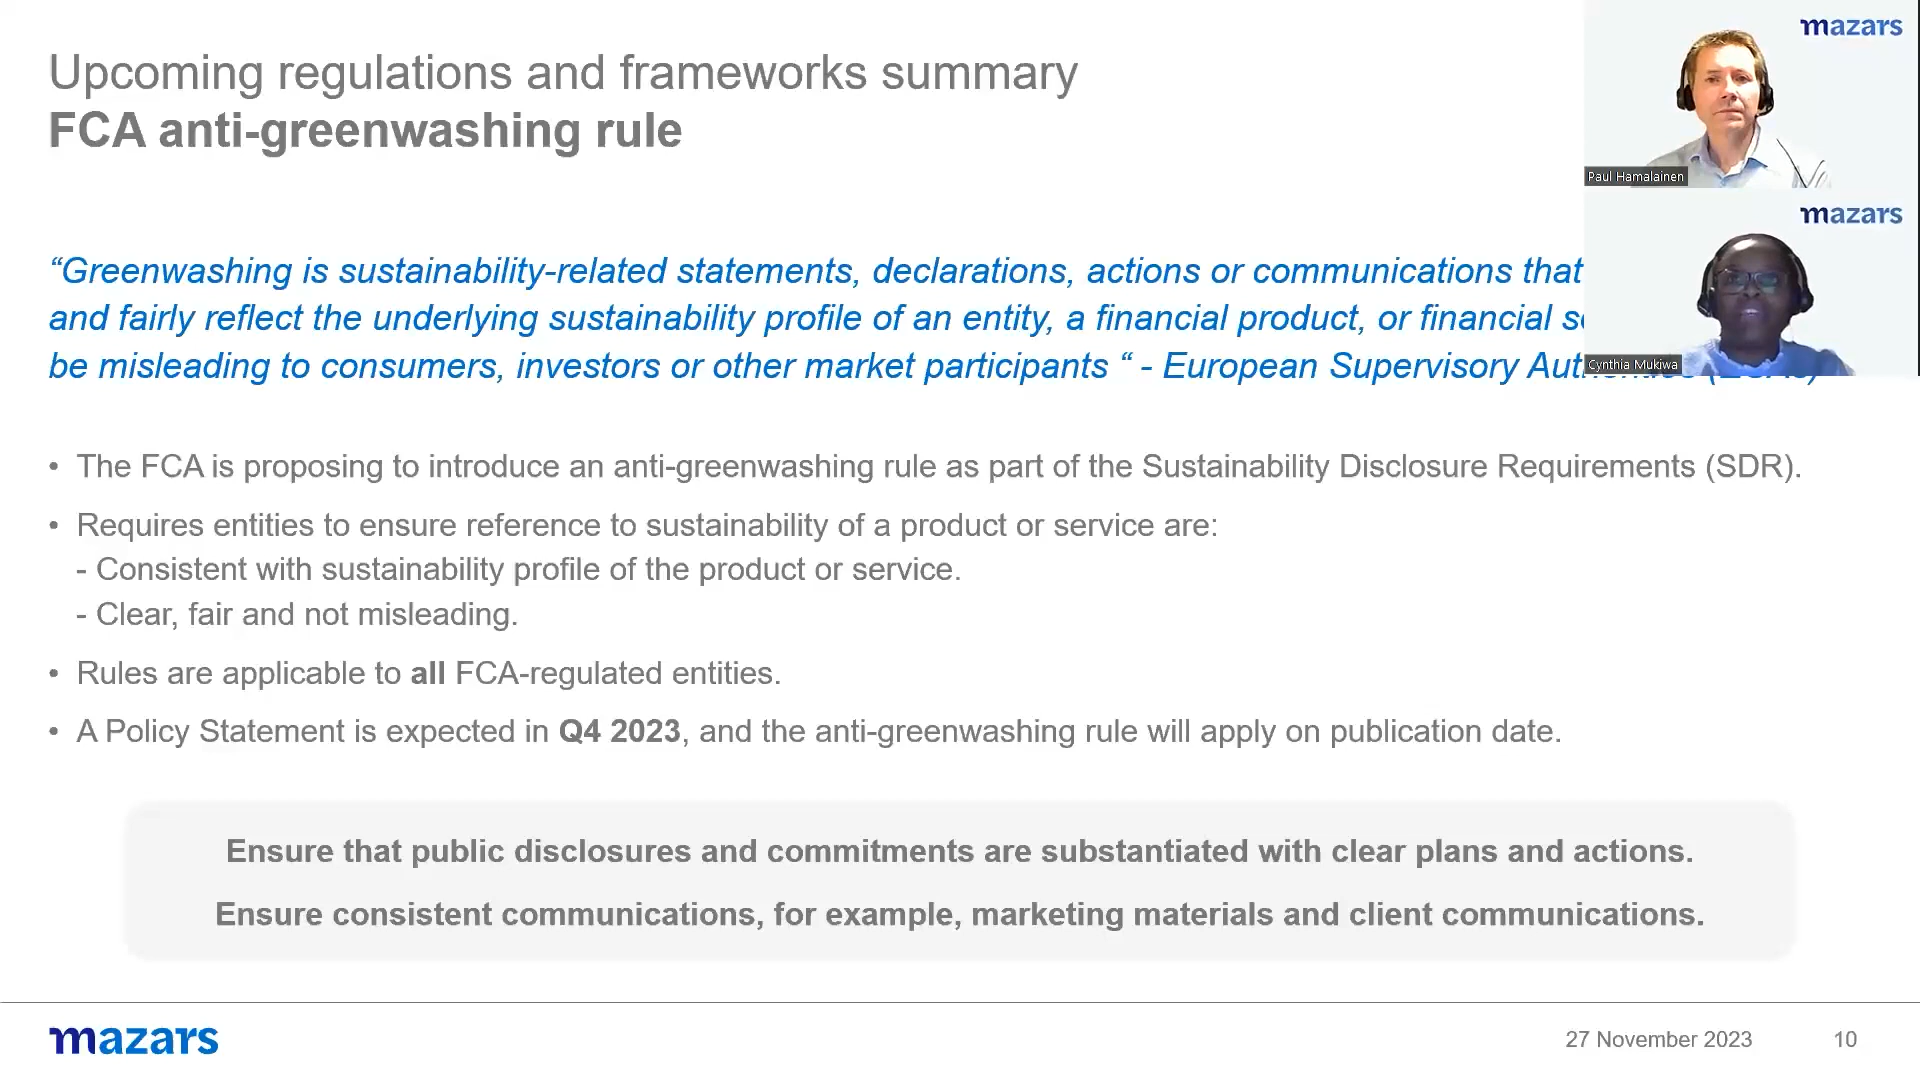 Upcoming regulations and frameworks summary
FCA anti-greenwashing rule
mazars
Paul Hamalainen
mazars
Cynthia Mukiwa
“Greenwashing is sustainability-related statements, declarations, actions or communications that
and fairly reflect the underlying sustainability profile of an entity, a financial product, or financial
be misleading to consumers, investors or other market participants “ - European Supervisory
• The FCA is proposing to introduce an anti-greenwashing rule as part of the Sustainability Disclosure Requirements (SDR).
• Requires entities to ensure reference to sustainability of a product or service are:
- Consistent with sustainability profile of the product or service.
- Clear, fair and not misleading.
• Rules are applicable to all FCA-regulated entities.
• A Policy Statement is expected in Q4 2023, and the anti-greenwashing rule will apply on publication date.
Ensure that public disclosures and commitments are substantiated with clear plans and actions.
Ensure consistent communications, for example, marketing materials and client communications.
mazars
27 November 2023
10